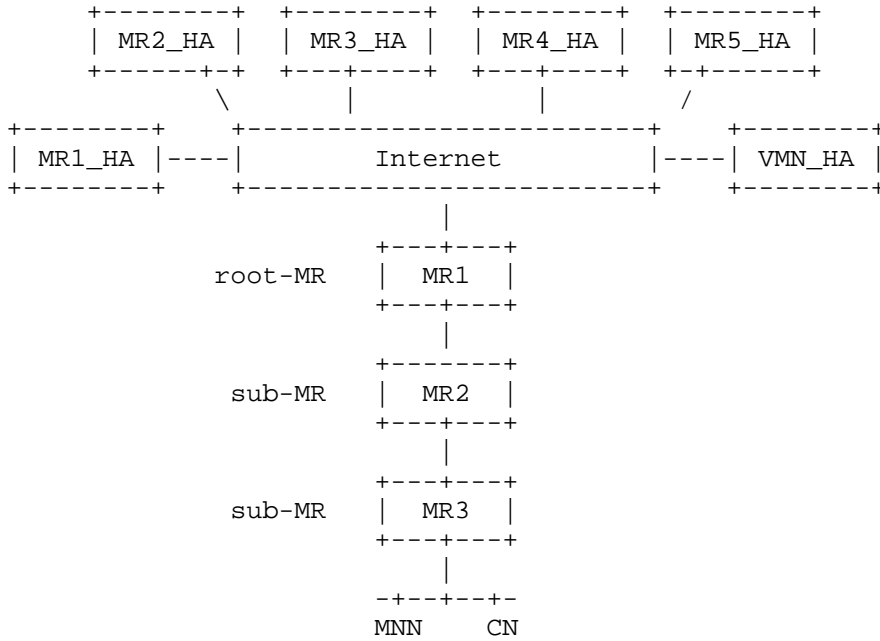 MR2_HA MR3_HA MR4_HA MR5_HA
MR1_HA Internet VMN_HA
root-MR MR1
sub-MR MR2
sub-MR MR3
MNN CN